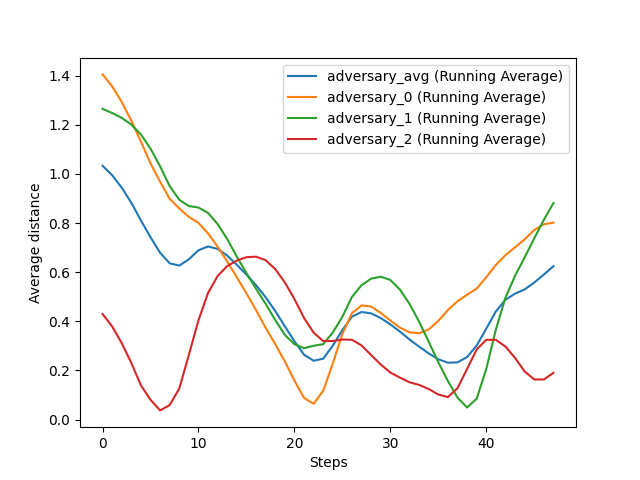 adversary_avg (Running Average)
adversary_0 (Running Average)
adversary_1 (Running Average)
adversary_2 (Running Average)
1.4
1.2
1.0
0.8
0.6
0.4
0.2
0.0
Average distance
0 10 20 30 40
Steps